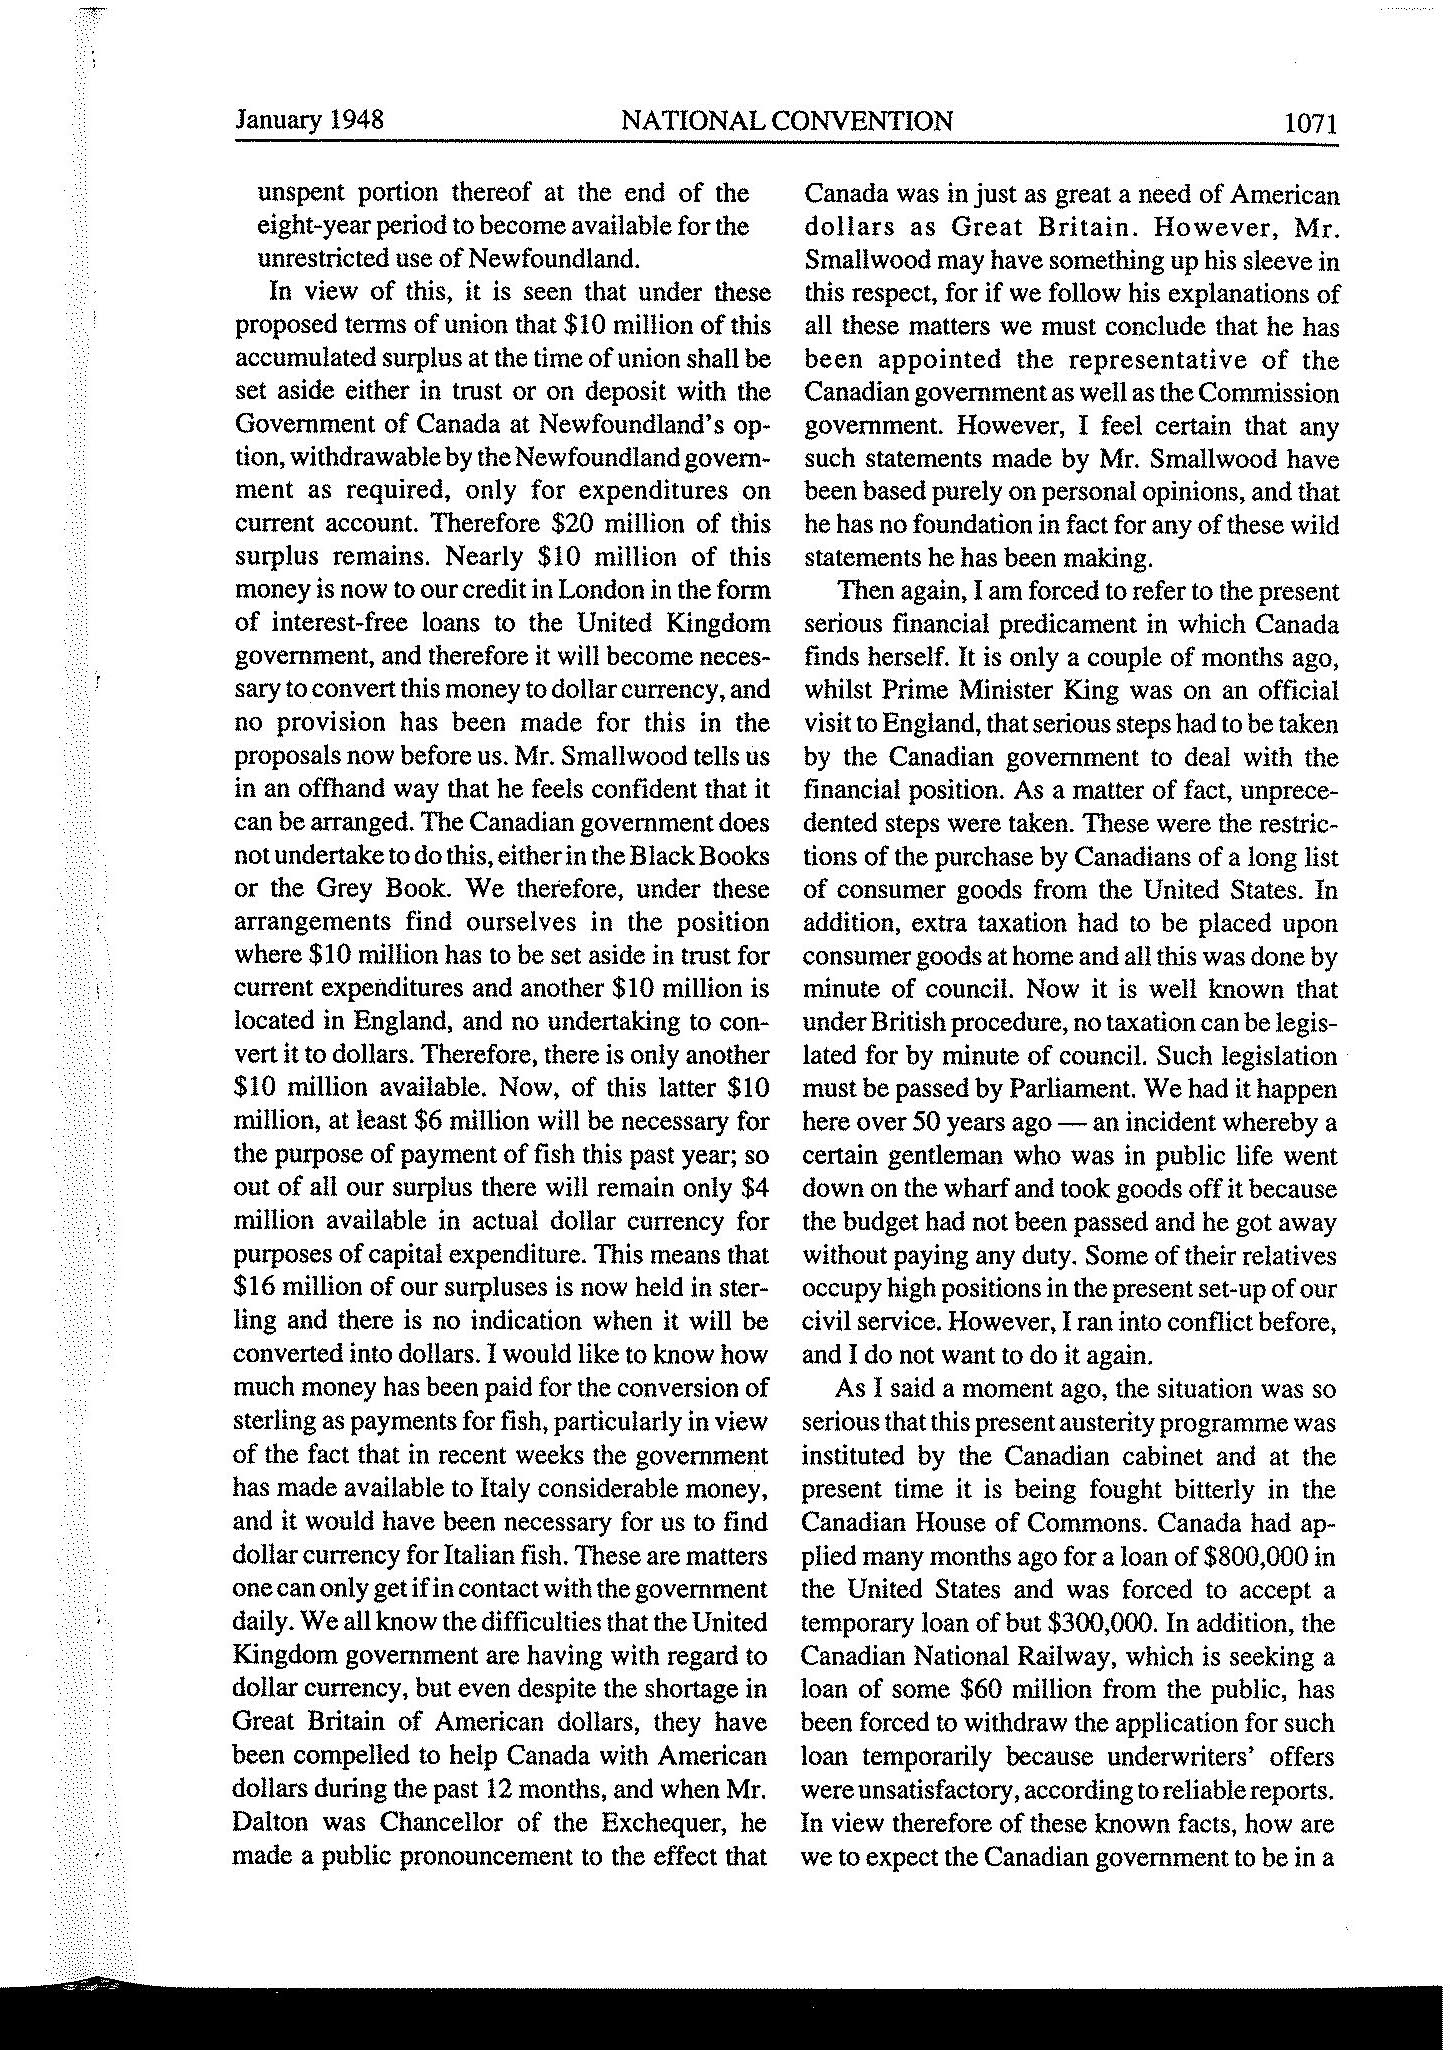 January 1948 NATIONAL CONVENTION 1071
unspent portion thereof at the end of the
eight-year period to become available for the
unrestricted use of Newfoundland.
In view of this, it is seen that under these
proposed terms of union that $10 million of this
accumulated surplus at the time of union shall be
set aside either in trust or on deposit with the
Government of Canada at Newfoundland's op-
tion, withdrawable by the Newfoundland govern-
ment as required, only for expenditures on
current account. Therefore $20 million of this
surplus remains. Nearly $10 million of this
money is now to our credit in London in the form
of interest-free loans to the United Kingdom
government, and therefore it will become neces-
sary to convert this money to dollar currency, and
no provision has been made for this in the
proposals now before us. Mr. Smallwood tells us
in an offhand way that he feels confident that it
can be arranged. The Canadian government does
not undertake to do this, either in the Black Books
or the Grey Book. We therefore, under these
arrangements find ourselves in the position
where $10 million has to be set aside in trust for
current expenditures and another $10 million is
located in England, and no undertaking to con-
vert it to dollars. Therefore, there is only another
$10 million available. Now, of this latter $10
million, at least $6 million will be necessary for
the purpose of payment of fish this past year; so
out of all our surplus there will remain only $4
million available in actual dollar currency for
purposes of capital expenditure. This means that
$16 million of our surpluses is now held in ster-
ling and there is no indication when it will be
converted into dollars. I would like to know how
much money has been paid for the conversion of
sterling as payments for fish, particularly in view
of the fact that in recent weeks the government
has made available to Italy considerable money,
and it would have been necessary for us to find
dollar currency for Italian fish. These are matters
one can only get if in contact with the government
daily. We all know the difficulties that the United
Kingdom government are having with regard to
dollar currency, but even despite the shortage in
Great Britain of American dollars, they have
been compelled to help Canada with American
dollars during the past 12 months, and when Mr.
Dalton was Chancellor of the Exchequer, he
made a public pronouncement to the effect that
Canada was in just as great a need of American
dollars as Great Britain. However, Mr.
Smallwood may have something up his sleeve in
this respect, for if we follow his explanations of
all these matters we must conclude that he has
been appointed the representative of the
Canadian government as well as the Commission
government. However, I feel certain that any
such statements made by Mr. Smallwood have
been based purely on personal opinions, and that
he has no foundation in fact for any of these wild
statements he has been making.
Then again, I am forced to refer to the present
serious financial predicament in which Canada
finds herself. It is only a couple of months ago,
whilst Prime Minister King was on an official
visit to England, that serious steps had to be taken
by the Canadian government to deal with the
financial position. As a matter of fact, unprece-
dented steps were taken. These were the restric-
tions of the purchase by Canadians of a long list
of consumer goods from the United States. In
addition, extra taxation had to be placed upon
consumer goods at home and all this was done by
minute of council. Now it is well known that
under British procedure, no taxation can be legis-
lated for by minute of council. Such legislation
must be passed by Parliament. We had it happen
here over 50 years ago — an incident whereby a
certain gentleman who was in public life went
down on the wharf and took goods off it because
the budget had not been passed and he got away
without paying any duty. Some of their relatives
occupy high positions in the present set-up of our
civil service. However, I ran into conflict before,
and I do not want to do it again.
As I said a moment ago, the situation was so
serious that this present austerity programme was
instituted by the Canadian cabinet and at the
present time it is being fought bitterly in the
Canadian House of Commons. Canada had ap-
plied many months ago for a loan of $800,000 in
the United States and was forced to accept a
temporary loan of but $300,000. In addition, the
Canadian National Railway, which is seeking a
loan of some $60 million from the public, has
been forced to withdraw the application for such
loan temporarily because underwriters' offers
were unsatisfactory, according to reliable reports.
In view therefore of these known facts, how are
we to expect the Canadian government to be in a